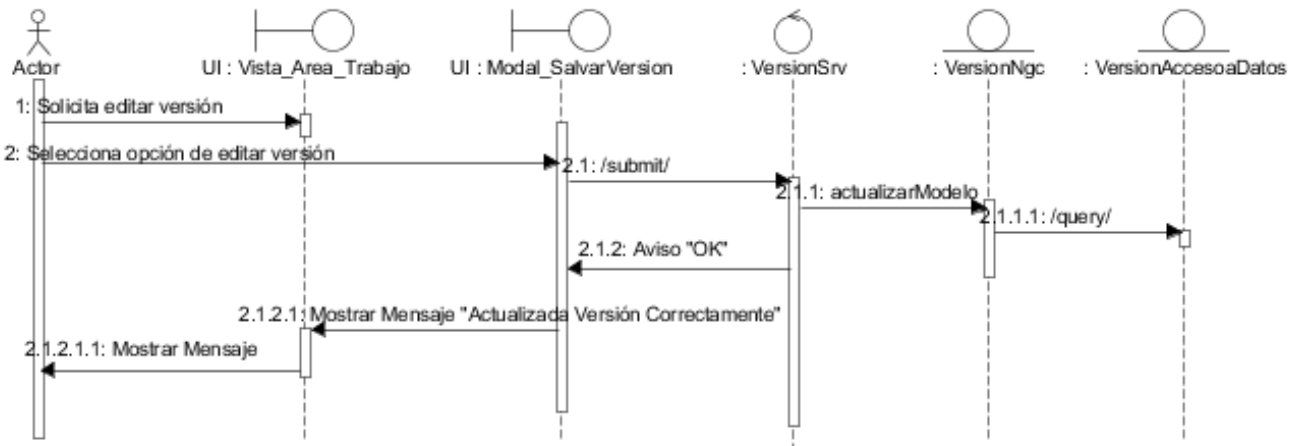 Actor
UI : Vista_Area_Trabajo
UI : Modal_SalvarVersion
: VersionSrv
: VersionNgc
: VersionAccesoaDatos
1: Solicita editar versión
2: Selecciona opción de editar versión
2.1: /submit/
2.1.1: actualizarModelo
2.1.1.1: /query/
2.1.2: Aviso "OK"
2.1.2.1: Mostrar Mensaje "Actualizada Versión Correctamente"
2.1.2.1.1: Mostrar Mensaje